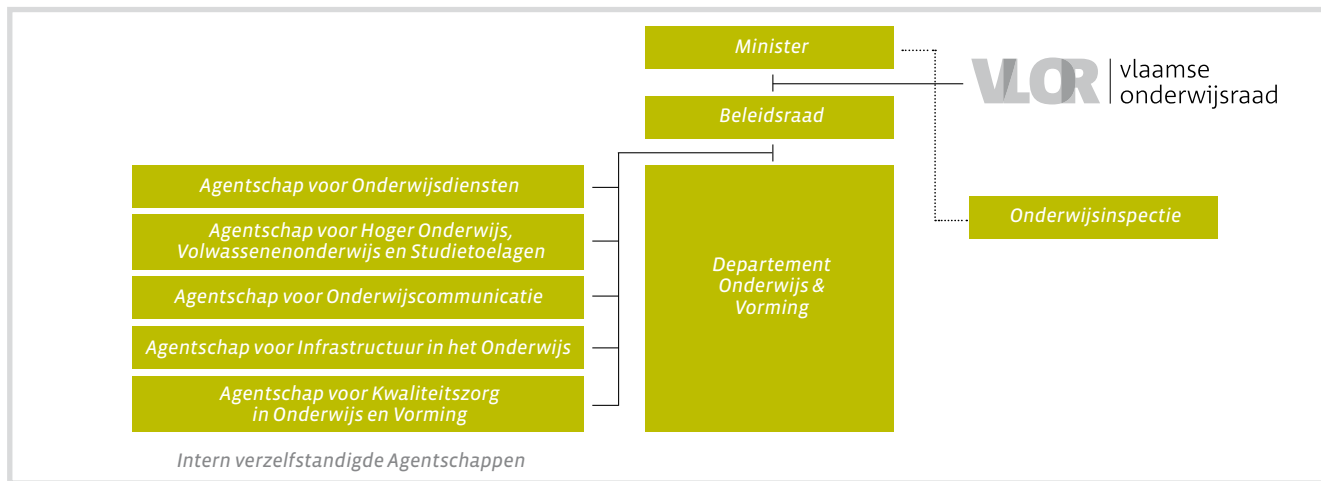 Minister
VLOR
vlaamse
onderwijsraad
Beleidsraad
Agentschap voor Onderwijsdiensten
Agentschap voor Hoger Onderwijs,
Volwassenenonderwijs en Studietoelagen
Agentschap voor Onderwijscommunicatie
Agentschap voor Infrastructuur in het Onderwijs
Agentschap voor Kwaliteitszorg
in Onderwijs en Vorming
Intern verzelfstandigde Agentschappen
Departement
Onderwijs &
Vorming
Onderwijsinspectie